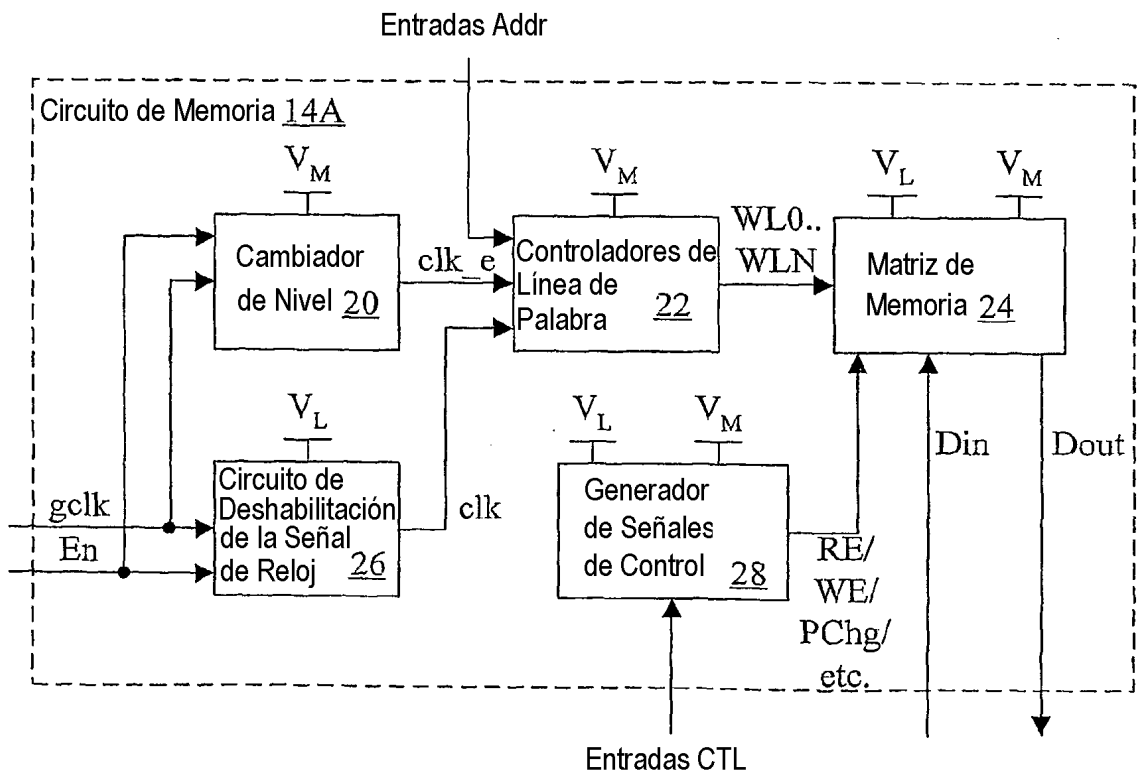 Entradas Addr
Circuito de Memoria 14A
V_M
Cambiador
de Nivel 20
clk_e
V_M
Controladores de
Línea de
Palabra 22
WL0..
WLN
V_L
V_M
Matriz de
Memoria 24
gclk
En
V_L
Circuito de
Deshabilitación
de la Señal
de Reloj 26
clk
V_L
V_M
Generador
de Señales
de Control 28
RE/
WE/
PChg/
etc.
Din
Dout
Entradas CTL